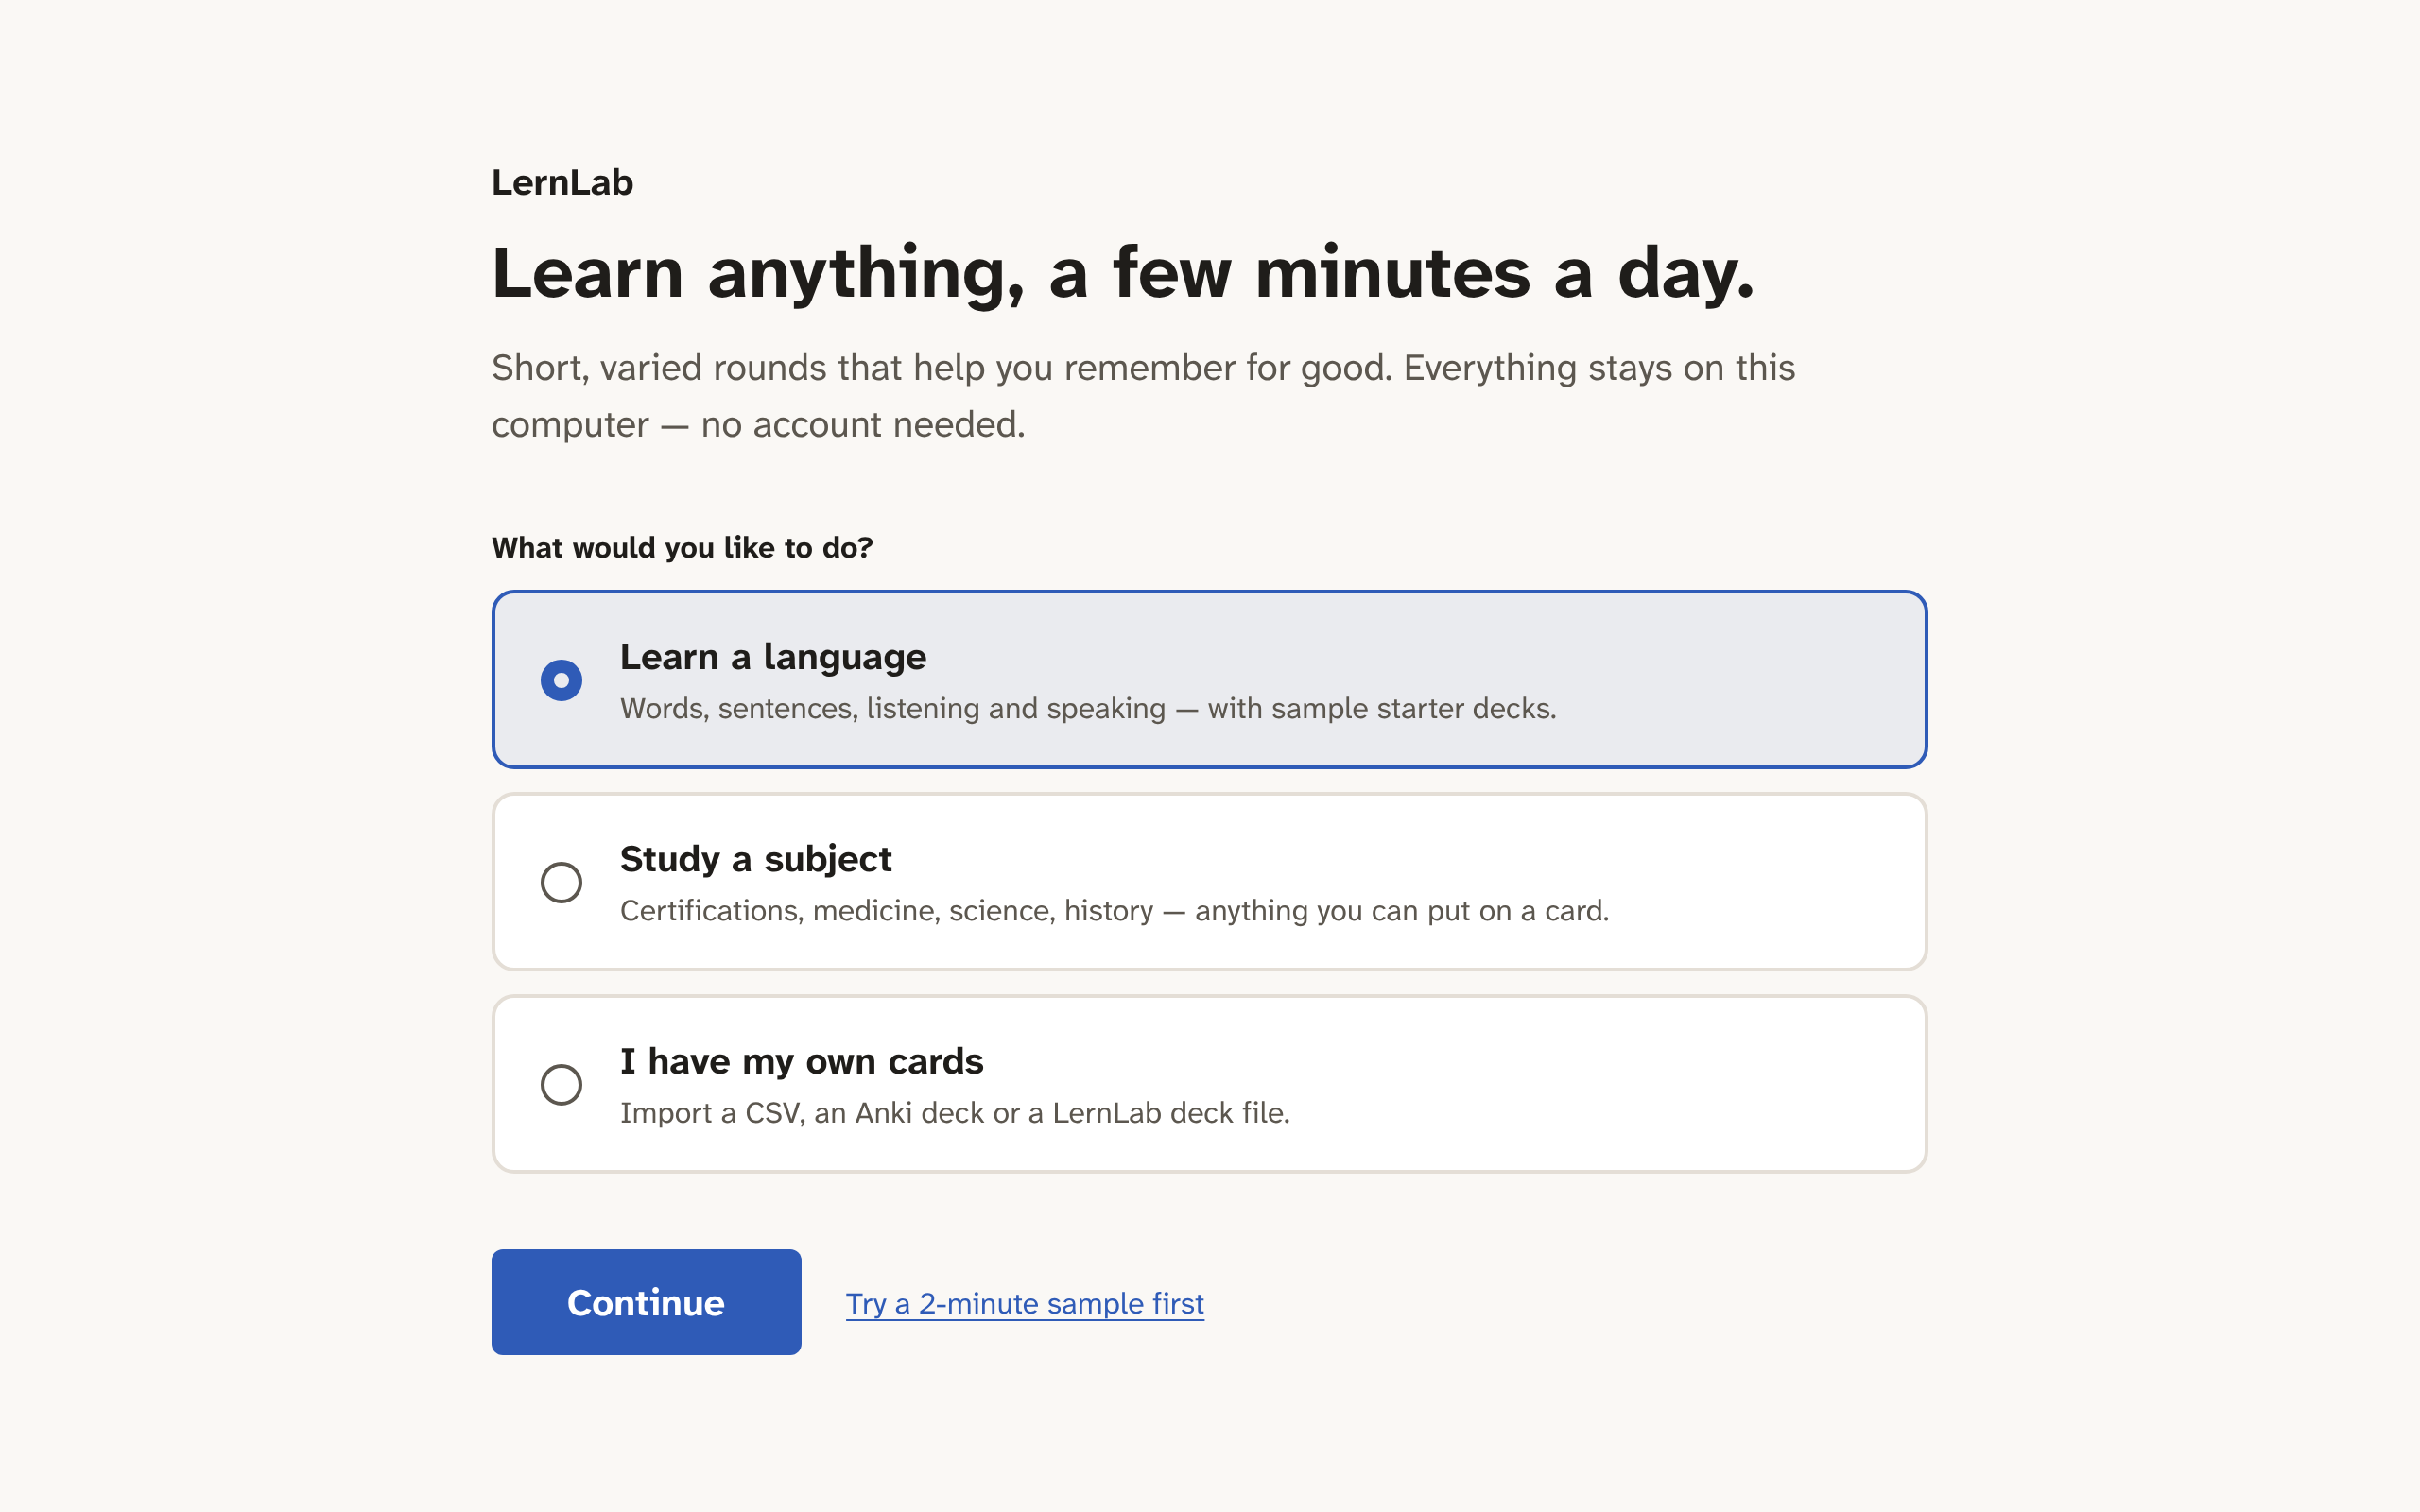 LernLab
Learn anything, a few minutes a day.
Short, varied rounds that help you remember for good. Everything stays on this
computer — no account needed.
What would you like to do?
Learn a language
Words, sentences, listening and speaking — with sample starter decks.
Study a subject
Certifications, medicine, science, history — anything you can put on a card.
I have my own cards
Import a CSV, an Anki deck or a LernLab deck file.
Continue
Try a 2-minute sample first